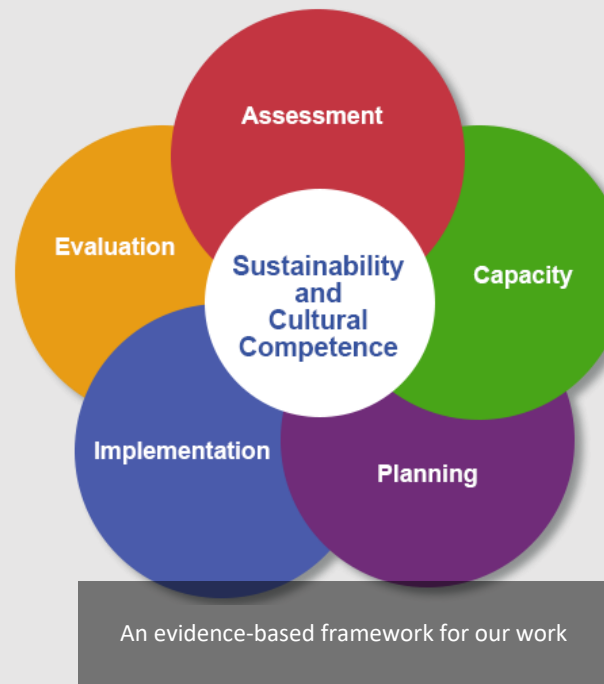 Assessment
Evaluation
Capacity
Sustainability
and
Cultural
Competence
Implementation
Planning
An evidence-based framework for our work